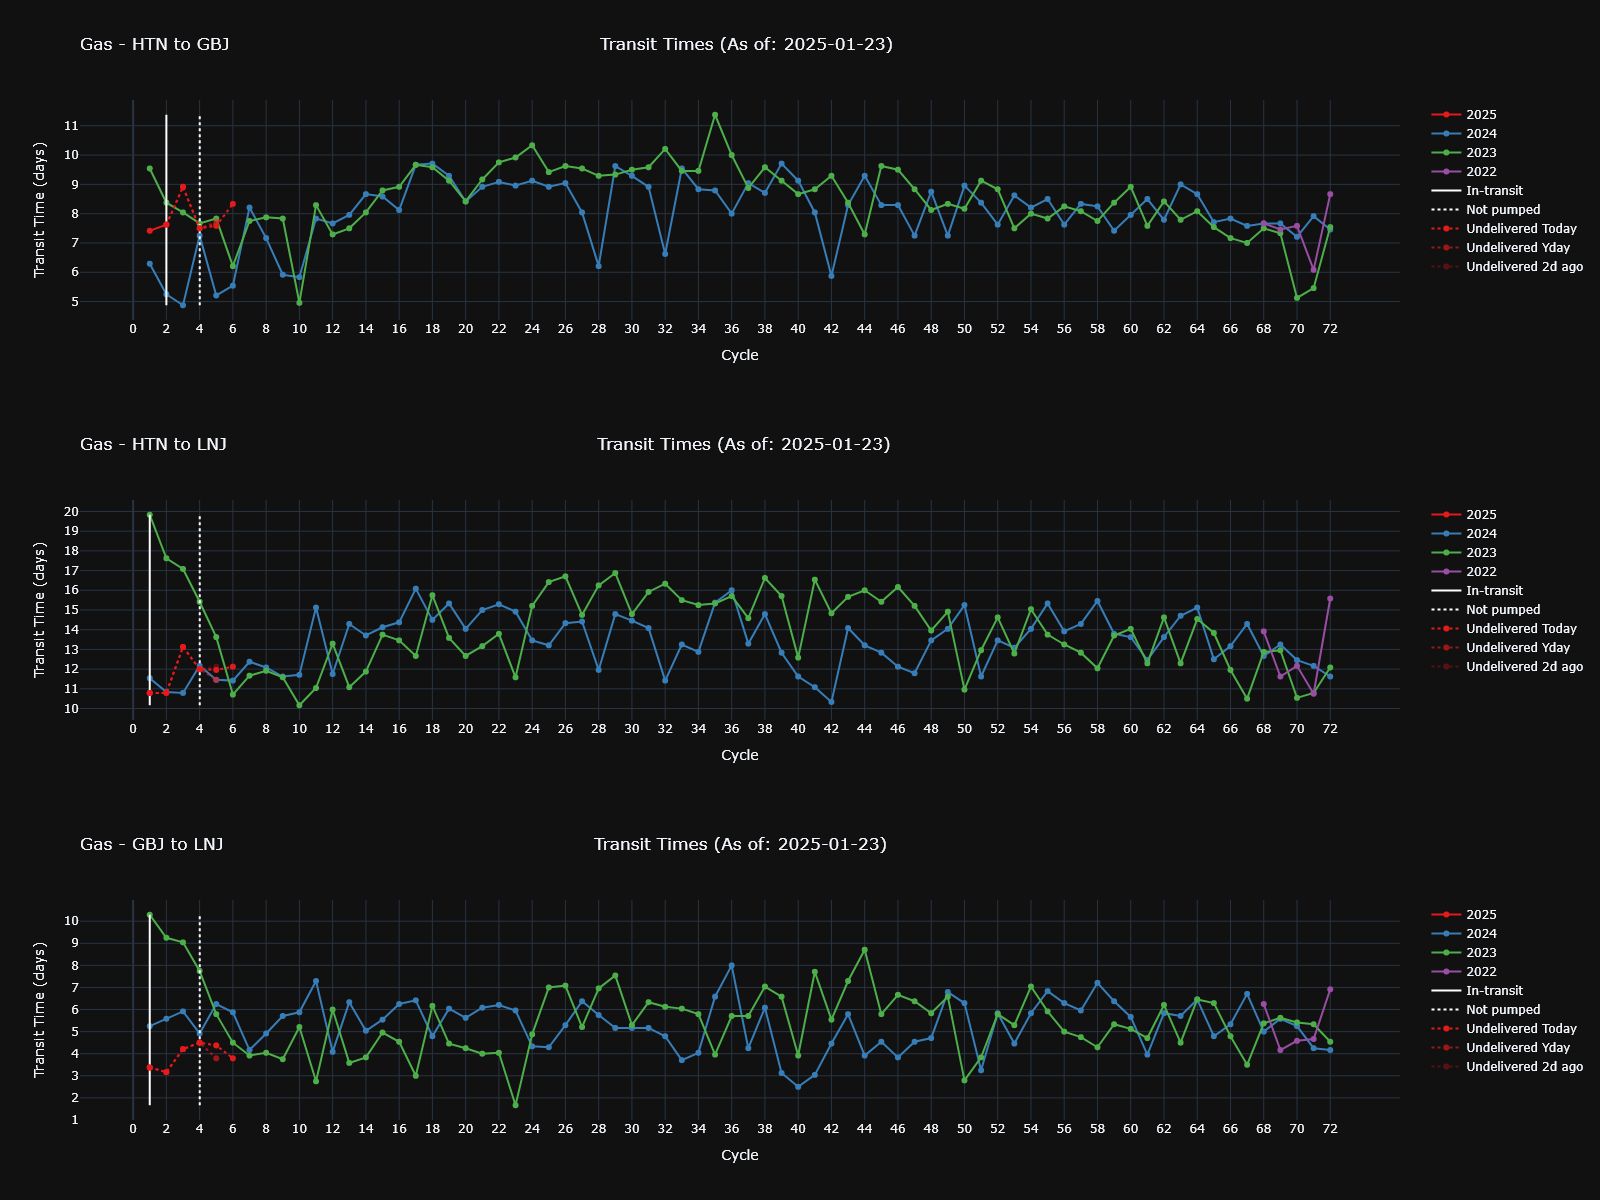 Gas - HTN to GBJ
Transit Times (As of: 2025-01-23)
Transit Time (days)
11
10
9
8
7
6
5
0 2 4 6 8 10 12 14 16 18 20 22 24 26 28 30 32 34 36 38 40 42 44 46 48 50 52 54 56 58 60 62 64 66 68 70 72
Cycle
2025
2024
2023
2022
In-transit
Not pumped
Undelivered Today
Undelivered Yday
Undelivered 2d ago
Gas - HTN to LNJ
Transit Times (As of: 2025-01-23)
Transit Time (days)
20
19
18
17
16
15
14
13
12
11
10
0 2 4 6 8 10 12 14 16 18 20 22 24 26 28 30 32 34 36 38 40 42 44 46 48 50 52 54 56 58 60 62 64 66 68 70 72
Cycle
2025
2024
2023
2022
In-transit
Not pumped
Undelivered Today
Undelivered Yday
Undelivered 2d ago
Gas - GBJ to LNJ
Transit Times (As of: 2025-01-23)
Transit Time (days)
10
9
8
7
6
5
4
3
2
1
0 2 4 6 8 10 12 14 16 18 20 22 24 26 28 30 32 34 36 38 40 42 44 46 48 50 52 54 56 58 60 62 64 66 68 70 72
Cycle
2025
2024
2023
2022
In-transit
Not pumped
Undelivered Today
Undelivered Yday
Undelivered 2d ago